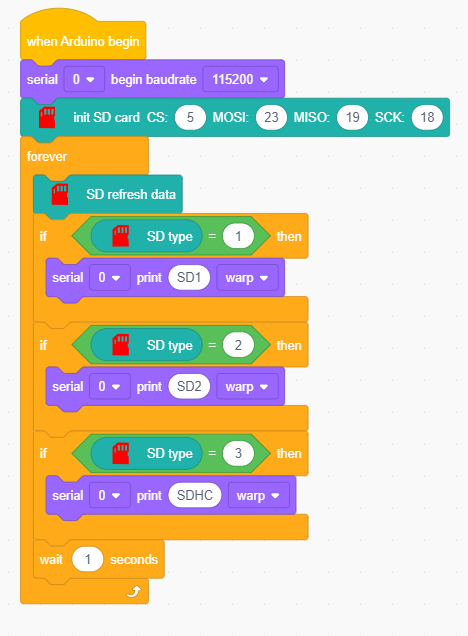 when Arduino begin
serial 0 begin baudrate 115200
init SD card CS: 5 MOSI: 23 MISO: 19 SCK: 18
forever
SD refresh data
if SD type = 1 then
serial 0 print SD1 warp
if SD type = 2 then
serial 0 print SD2 warp
if SD type = 3 then
serial 0 print SDHC warp
wait 1 seconds